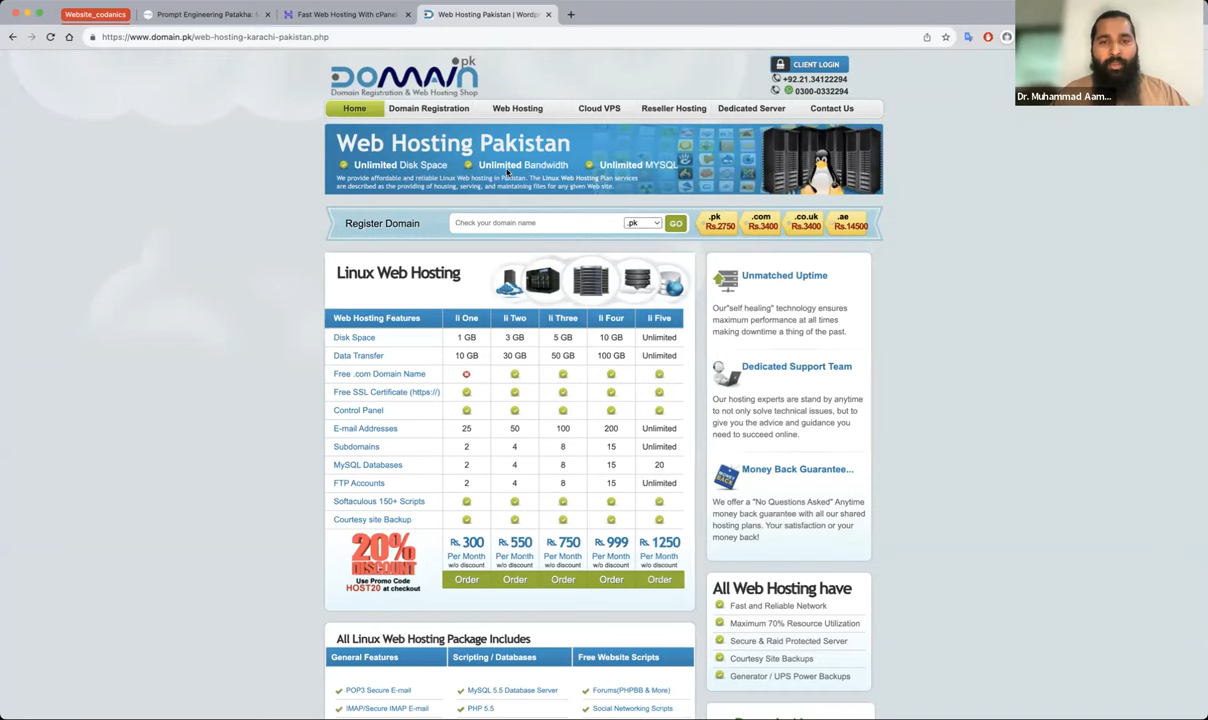 Website_codanics
Prompt Engineering Patakha:
Fast Web Hosting With cPanel
Web Hosting Pakistan | Wordpr
https://www.domain.pk/web-hosting-karachi-pakistan.php
Dr. Muhammad Aam...
DOMAIN .pk
Domain Registration & Web Hosting Shop
CLIENT LOGIN
+92.21.34122294
0300-0332294
Home Domain Registration Web Hosting Cloud VPS Reseller Hosting Dedicated Server Contact Us
Web Hosting Pakistan
Unlimited Disk Space Unlimited Bandwidth Unlimited MYSQL
We provide affordable and reliable Linux Web hosting in Pakistan. The Linux Web Hosting Plan services
are described as the providing of housing, serving, and maintaining files for any given Web site.
Register Domain Check your domain name .pk GO
.pk Rs.2750
.com Rs.3400
.co.uk Rs.3400
.ae Rs.14500
Linux Web Hosting
Web Hosting Features li One li Two li Three li Four li Five
Disk Space 1 GB 3 GB 5 GB 10 GB Unlimited
Data Transfer 10 GB 30 GB 50 GB 100 GB Unlimited
Free .com Domain Name
Free SSL Certificate (https://)
Control Panel
E-mail Addresses 25 50 100 200 Unlimited
Subdomains 2 4 8 15 Unlimited
MySQL Databases 2 4 8 15 20
FTP Accounts 2 4 8 15 Unlimited
Softaculous 150+ Scripts
Courtesy site Backup
20% DISCOUNT
Use Promo Code
HOST20 at checkout
Rs. 300 Rs. 550 Rs. 750 Rs. 999 Rs. 1250
Per Month Per Month Per Month Per Month Per Month
w/o discount w/o discount w/o discount w/o discount w/o discount
Order Order Order Order Order
Unmatched Uptime
Our"self healing" technology ensures
maximum performance at all times
making downtime a thing of the past.
Dedicated Support Team
Our hosting experts are stand by anytime
to not only solve technical issues, but to
give you the advice and guidance you
need to succeed online.
Money Back Guarantee...
We offer a "No Questions Asked" Anytime
money back guarantee with all our shared
hosting plans. Your satisfaction or your
money back!
All Web Hosting have
Fast and Reliable Network
Maximum 70% Resource Utilization
Secure & Raid Protected Server
Courtesy Site Backups
Generator / UPS Power Backups
All Linux Web Hosting Package Includes
General Features Scripting / Databases Free Website Scripts
POP3 Secure E-mail MySQL 5.5 Database Server Forums(PHPBB & More)
IMAP/Secure IMAP E-mail PHP 5.5 Social Networking Scripts